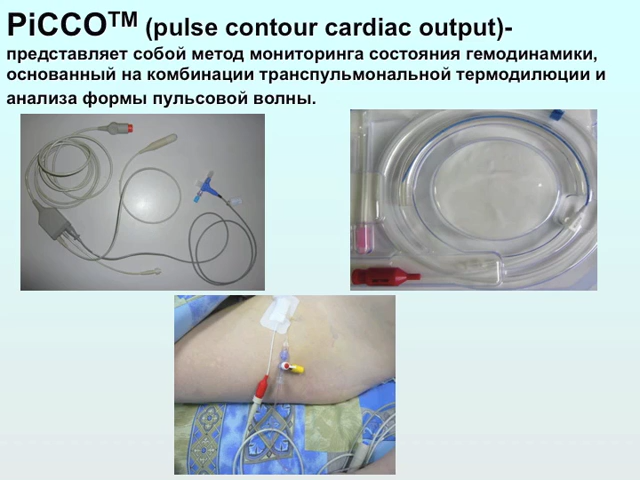 PiCCO™ (pulse contour cardiac output)-
представляет собой метод мониторинга состояния гемодинамики,
основанный на комбинации транспульмональной термодилюции и
анализа формы пульсовой волны.